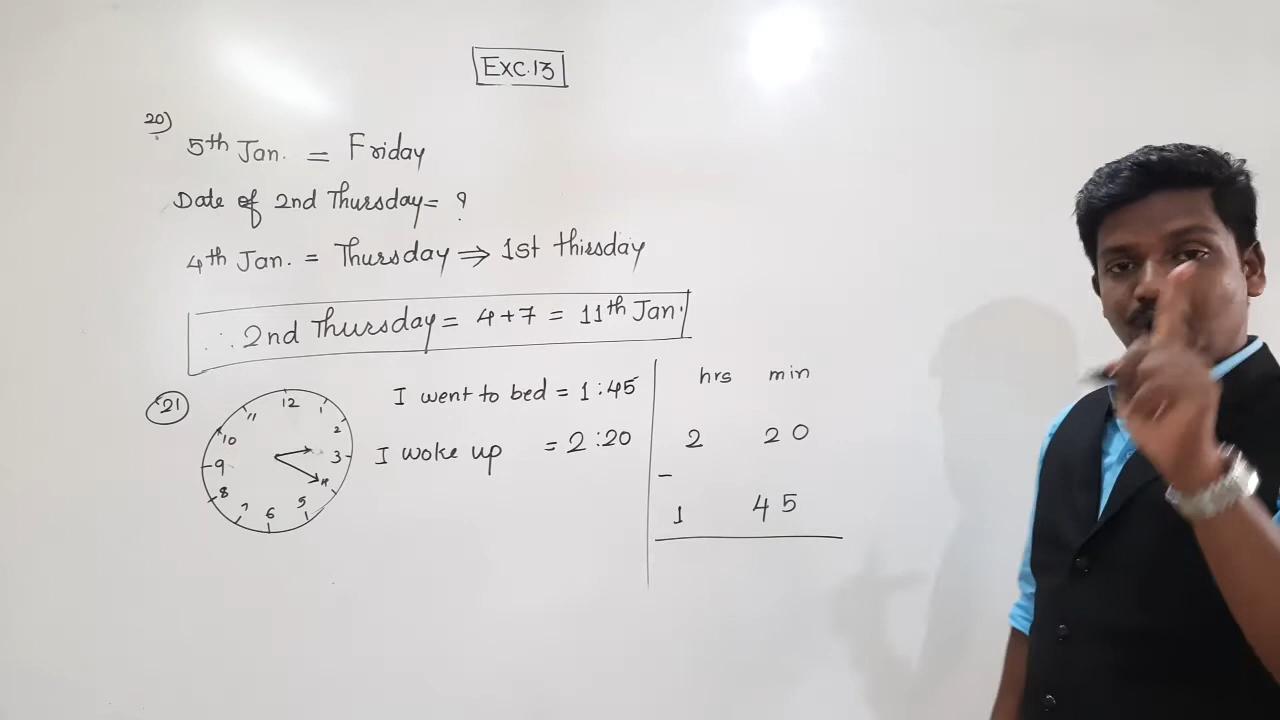 Exc.13
20)
5th Jan. = Friday
Date of 2nd Thursday = ?
4th Jan. = Thursday ⇒ 1st thirsday
∴ 2nd Thursday = 4+7 = 11th Jan.
21
12
11 1
10 2
9 3
8 4
7 5
6
I went to bed = 1:45
I woke up = 2:20
hrs min
2 20
-
1 45